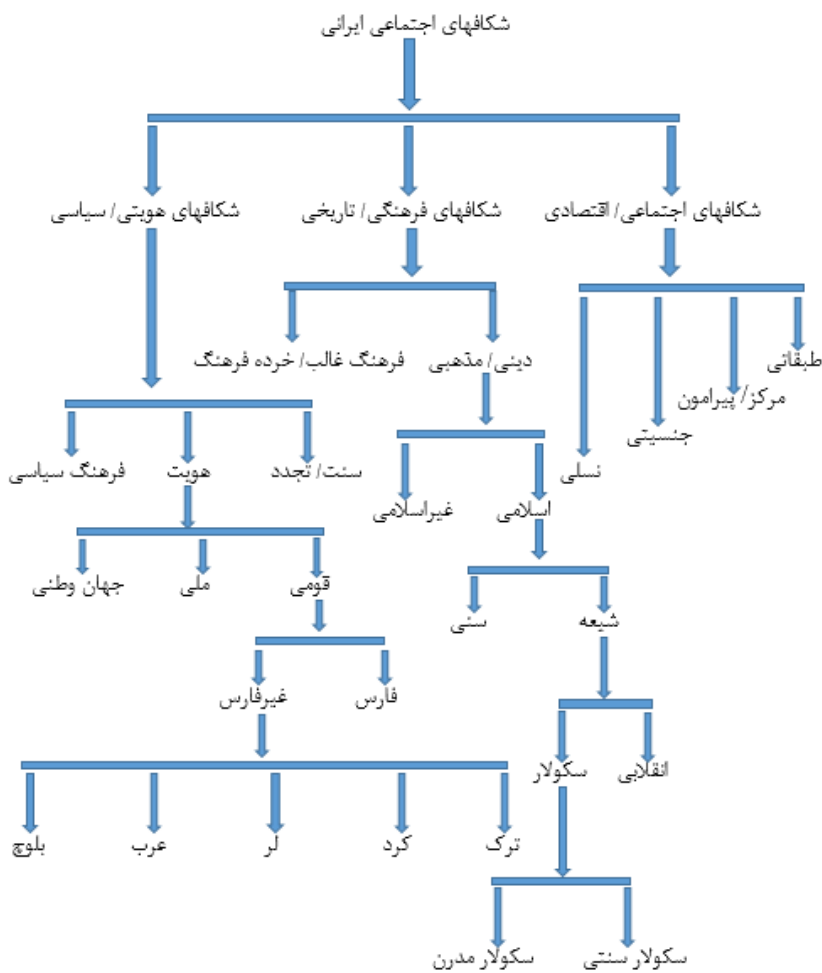 شکافهای اجتماعی ایرانی
شکافهای اجتماعی/ اقتصادی
شکافهای فرهنگی/ تاریخی
شکافهای هویتی/ سیاسی
طبقاتی
مرکز/ پیرامون
جنسیتی
نسلی
دینی/ مذهبی
فرهنگ غالب/ خرده فرهنگ
سنت/ تجدد
هویت
فرهنگ سیاسی
اسلامی
غیراسلامی
قومی
ملی
جهان وطنی
شیعه
سنی
فارس
غیرفارس
انقلابی
سکولار
ترک
کرد
لر
عرب
بلوچ
سکولار سنتی
سکولار مدرن